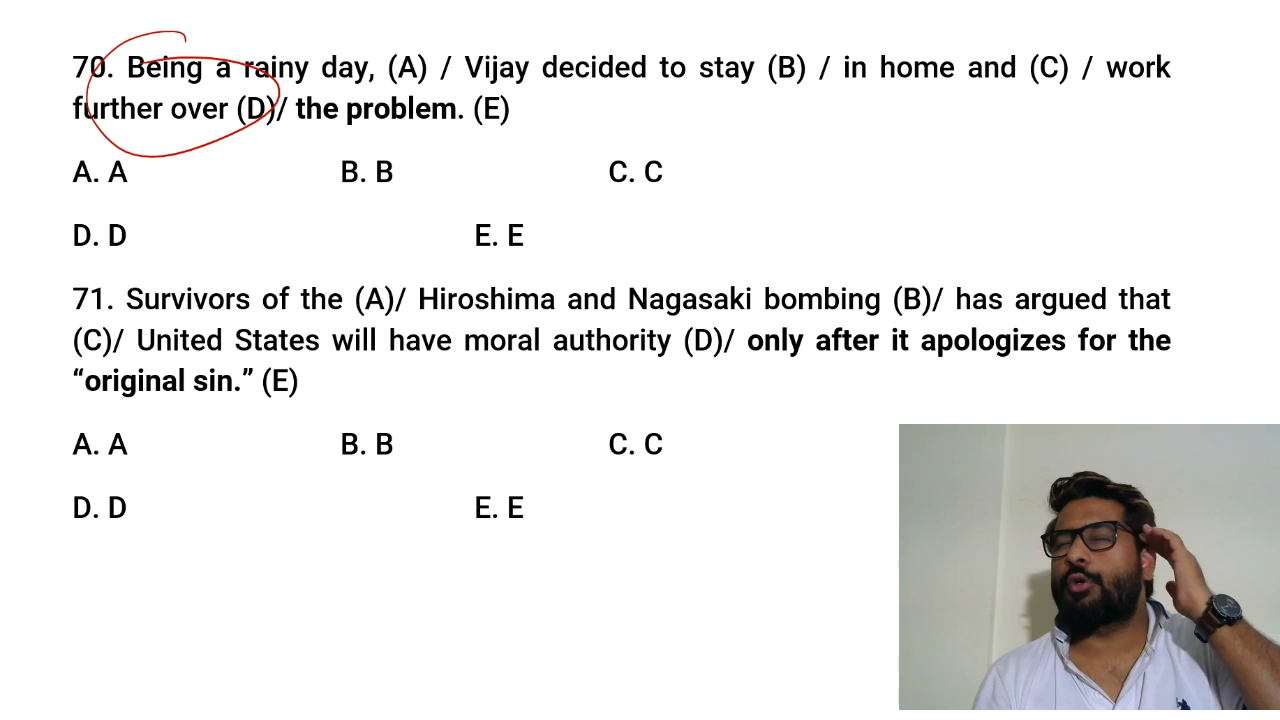 70. Being a rainy day, (A) / Vijay decided to stay (B) / in home and (C) / work
further over (D)/ the problem. (E)
A. A B. B C. C
D. D E. E
71. Survivors of the (A)/ Hiroshima and Nagasaki bombing (B)/ has argued that
(C)/ United States will have moral authority (D)/ only after it apologizes for the
“original sin.” (E)
A. A B. B C. C
D. D E. E